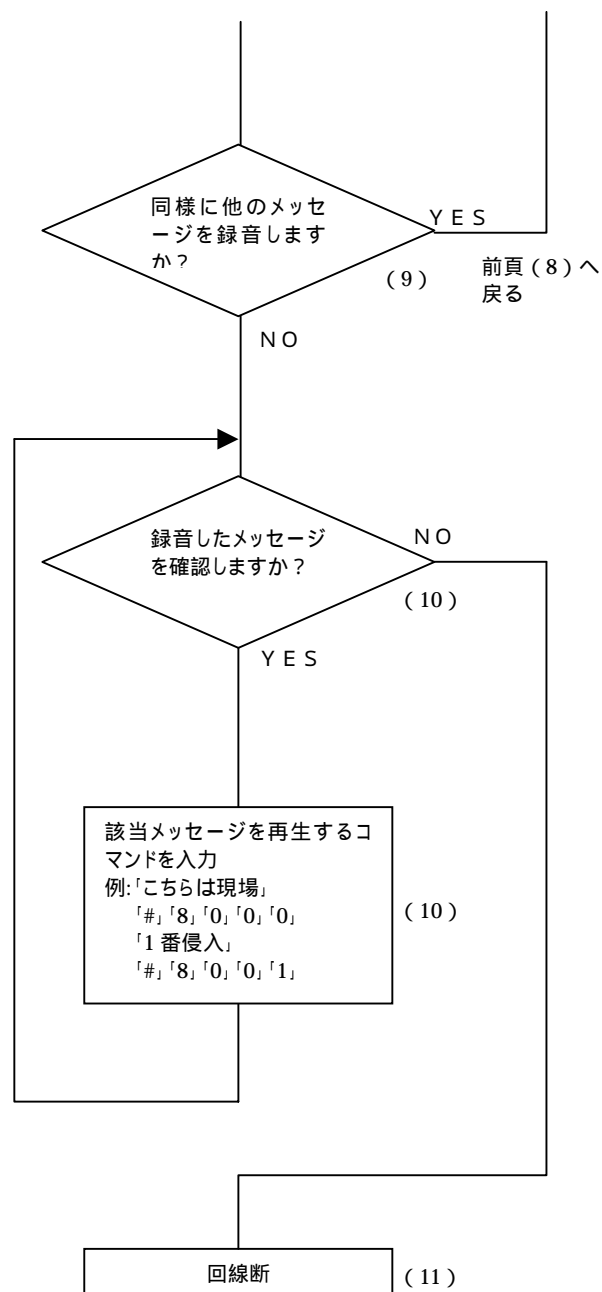 同様に他のメッセ
ージを録音します
か？
YES
(9)
前頁(8)へ
戻る
NO
録音したメッセージ
を確認しますか？
NO
(10)
YES
該当メッセージを再生するコ
マンドを入力
例:「こちらは現場」
「#」「8」「0」「0」「0」
「1番侵入」
「#」「8」「0」「0」「1」
(10)
回線断
(11)